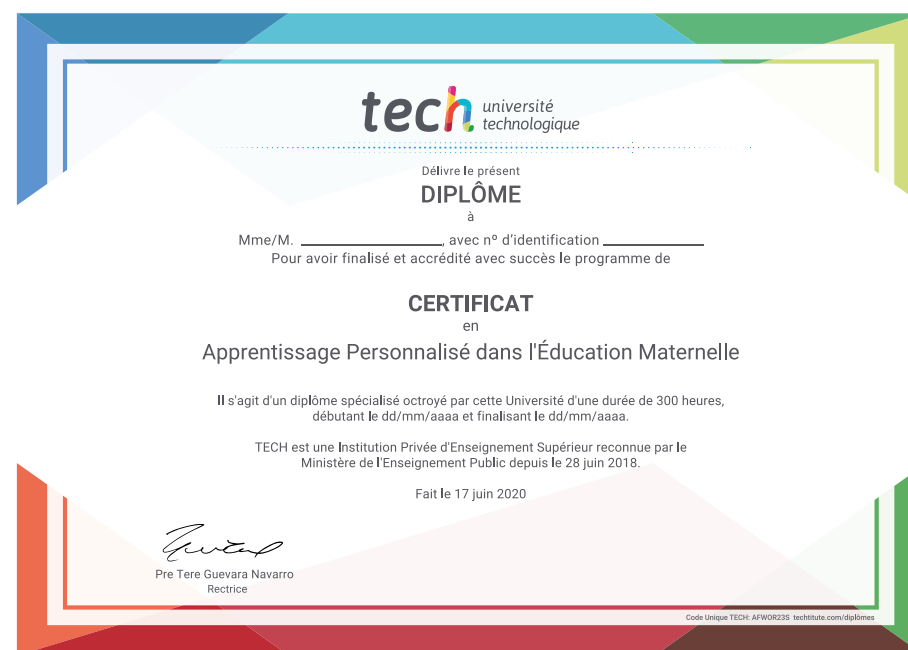 tech université
technologique
Délivre le présent
DIPLÔME
à
Mme/M. ____________________, avec nº d'identification ______________
Pour avoir finalisé et accrédité avec succès le programme de
CERTIFICAT
en
Apprentissage Personnalisé dans l'Éducation Maternelle
Il s'agit d'un diplôme spécialisé octroyé par cette Université d'une durée de 300 heures,
débutant le dd/mm/aaaa et finalisant le dd/mm/aaaa.
TECH est une Institution Privée d'Enseignement Supérieur reconnue par le
Ministère de l'Enseignement Public depuis le 28 juin 2018.
Fait le 17 juin 2020
Pre Tere Guevara Navarro
Rectrice
Code Unique TECH: AFWOR23S techtitute.com/diplômes